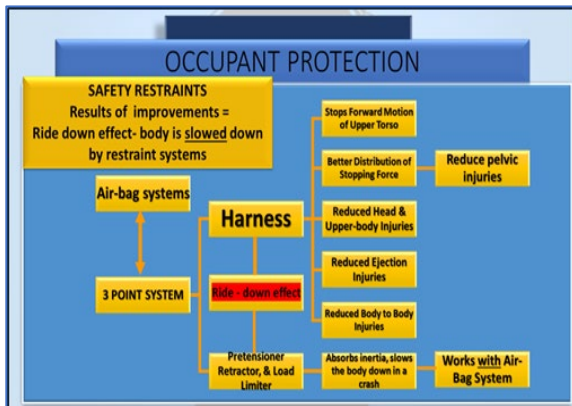 OCCUPANT PROTECTION
SAFETY RESTRAINTS
Results of improvements =
Ride down effect- body is slowed down
by restraint systems
Air-bag systems
3 POINT SYSTEM
Harness
Ride - down effect
Pretensioner
Retractor, & Load
Limiter
Stops Forward Motion
of Upper Torso
Better Distribution of
Stopping Force
Reduce pelvic
injuries
Reduced Head &
Upper-body Injuries
Reduced Ejection
Injuries
Reduced Body to Body
Injuries
Absorbs inertia, slows
the body down in a
crash
Works with Air-
Bag System